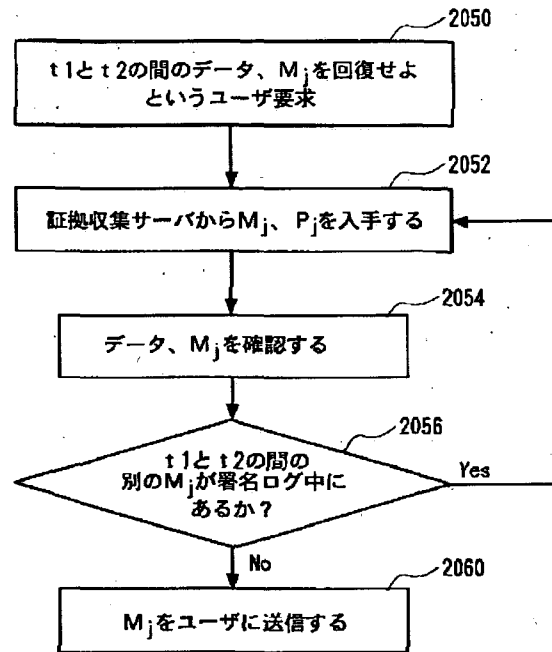 2050
t1とt2の間のデータ、Mjを回復せよ
というユーザ要求
2052
証拠収集サーバからMj、Pjを入手する
2054
データ、Mjを確認する
2056
t1とt2の間の
別のMjが署名ログ中に
あるか?
Yes
No
2060
Mjをユーザに送信する